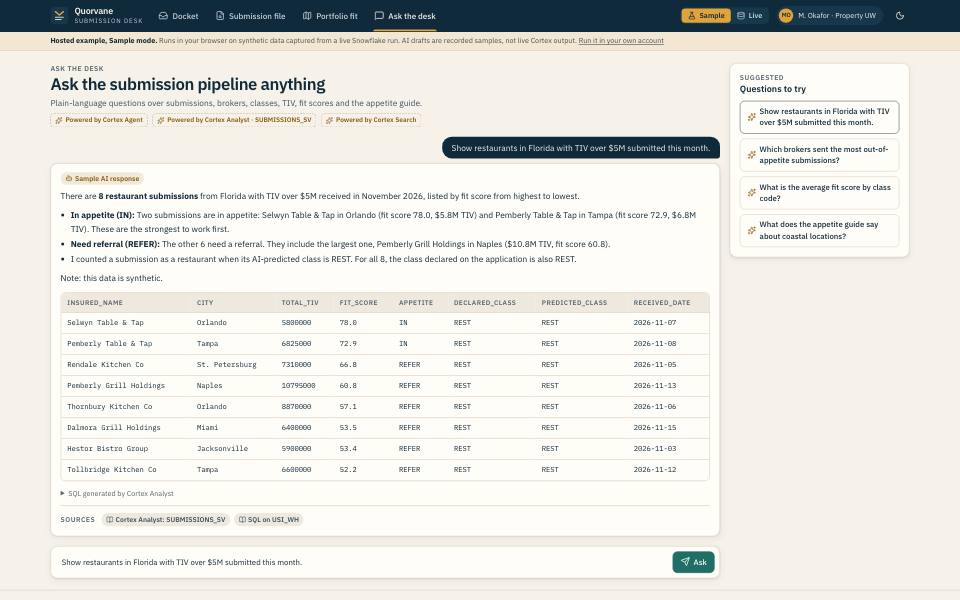 Quorvane
SUBMISSION DESK
Docket
Submission file
Portfolio fit
Ask the desk
Sample
Live
MO
M. Okafor · Property UW
Hosted example, Sample mode. Runs in your browser on synthetic data captured from a live Snowflake run. AI drafts are recorded samples, not live Cortex output. Run it in your own account
ASK THE DESK
Ask the submission pipeline anything
Plain-language questions over submissions, brokers, classes, TIV, fit scores and the appetite guide.
Powered by Cortex Agent
Powered by Cortex Analyst · SUBMISSIONS_SV
Powered by Cortex Search
Show restaurants in Florida with TIV over $5M submitted this month.
Sample AI response
There are 8 restaurant submissions from Florida with TIV over $5M received in November 2026, listed by fit score from highest to lowest.
• In appetite (IN): Two submissions are in appetite: Selwyn Table & Tap in Orlando (fit score 78.0, $5.8M TIV) and Pemberly Table & Tap in Tampa (fit score 72.9, $6.8M
TIV). These are the strongest to work first.
• Need referral (REFER): The other 6 need a referral. They include the largest one, Pemberly Grill Holdings in Naples ($10.8M TIV, fit score 60.8).
• I counted a submission as a restaurant when its AI-predicted class is REST. For all 8, the class declared on the application is also REST.
Note: this data is synthetic.
INSURED_NAME CITY TOTAL_TIV FIT_SCORE APPETITE DECLARED_CLASS PREDICTED_CLASS RECEIVED_DATE
Selwyn Table & Tap Orlando 5800000 78.0 IN REST REST 2026-11-07
Pemberly Table & Tap Tampa 6825000 72.9 IN REST REST 2026-11-08
Rendale Kitchen Co St. Petersburg 7310000 66.8 REFER REST REST 2026-11-05
Pemberly Grill Holdings Naples 10795000 60.8 REFER REST REST 2026-11-13
Thornbury Kitchen Co Orlando 8870000 57.1 REFER REST REST 2026-11-06
Dalmora Grill Holdings Miami 6400000 53.5 REFER REST REST 2026-11-15
Hestor Bistro Group Jacksonville 5900000 53.4 REFER REST REST 2026-11-03
Tollbridge Kitchen Co Tampa 6600000 52.2 REFER REST REST 2026-11-12
SQL generated by Cortex Analyst
SOURCES
Cortex Analyst: SUBMISSIONS_SV
SQL on USI_WH
Show restaurants in Florida with TIV over $5M submitted this month.
Ask
SUGGESTED
Questions to try
Show restaurants in Florida with TIV
over $5M submitted this month.
Which brokers sent the most out-of-
appetite submissions?
What is the average fit score by class
code?
What does the appetite guide say
about coastal locations?